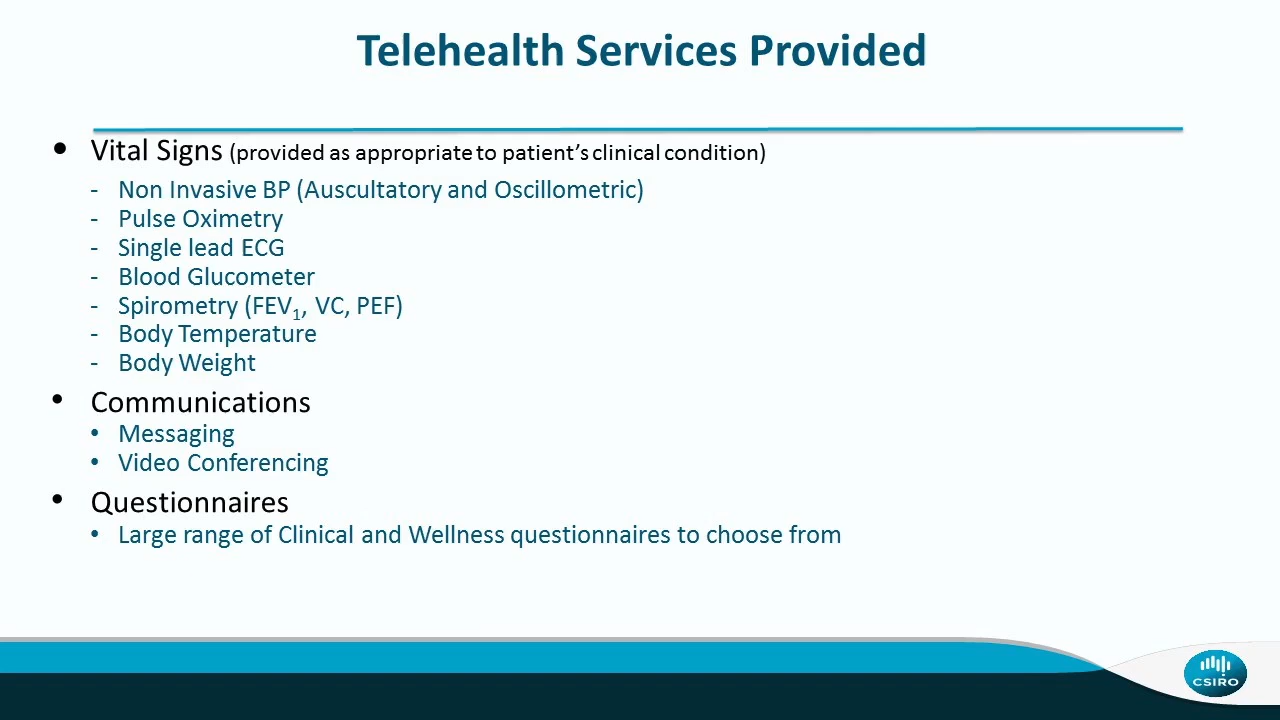 Telehealth Services Provided
• Vital Signs (provided as appropriate to patient's clinical condition)
- Non Invasive BP (Auscultatory and Oscillometric)
- Pulse Oximetry
- Single lead ECG
- Blood Glucometer
- Spirometry (FEV₁, VC, PEF)
- Body Temperature
- Body Weight
• Communications
• Messaging
• Video Conferencing
• Questionnaires
• Large range of Clinical and Wellness questionnaires to choose from
CSIRO